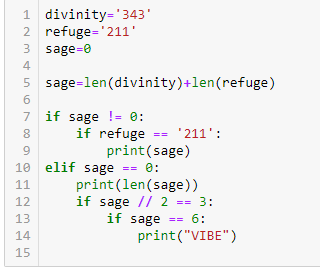 1 divinity='343'
2 refuge='211'
3 sage=0
4
5 sage=len(divinity)+len(refuge)
6
7 if sage != 0:
8     if refuge == '211':
9         print(sage)
10 elif sage == 0:
11     print(len(sage))
12     if sage // 2 == 3:
13         if sage == 6:
14             print("VIBE")
15